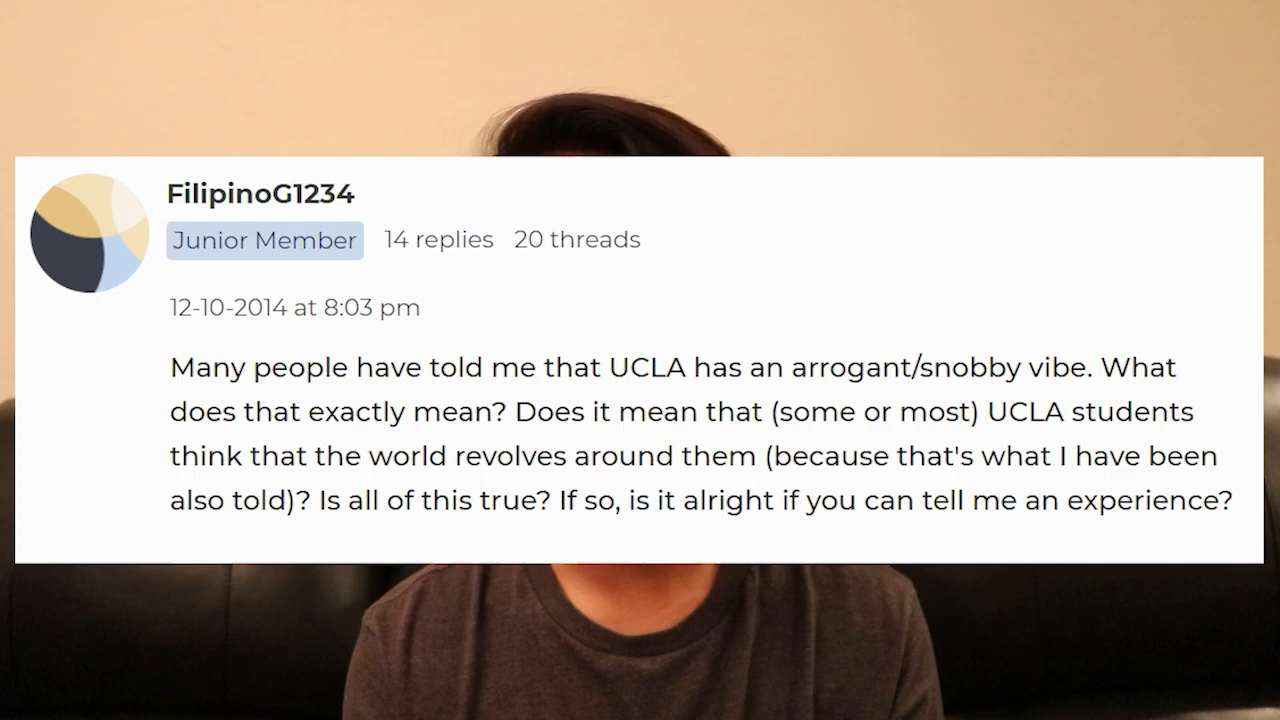 FilipinoG1234
Junior Member 14 replies 20 threads
12-10-2014 at 8:03 pm
Many people have told me that UCLA has an arrogant/snobby vibe. What
does that exactly mean? Does it mean that (some or most) UCLA students
think that the world revolves around them (because that's what I have been
also told)? Is all of this true? If so, is it alright if you can tell me an experience?